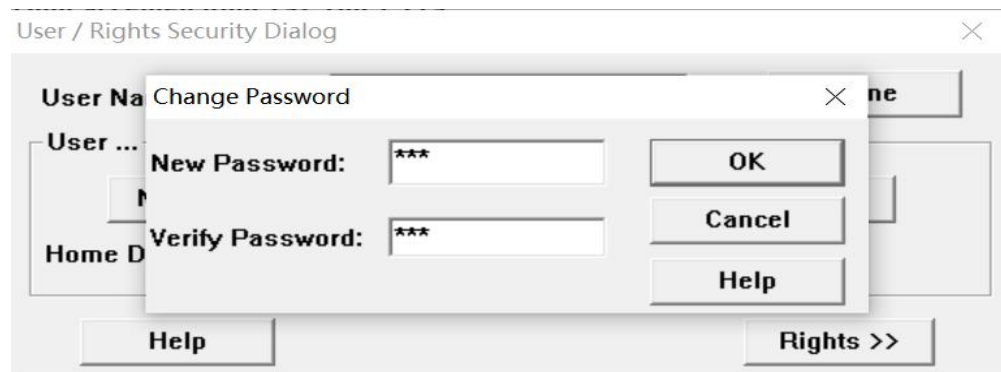 User / Rights Security Dialog
User Na
Change Password
ne
User ...
New Password:
***
OK
Verify Password:
***
Cancel
Home D
Help
Help
Rights >>